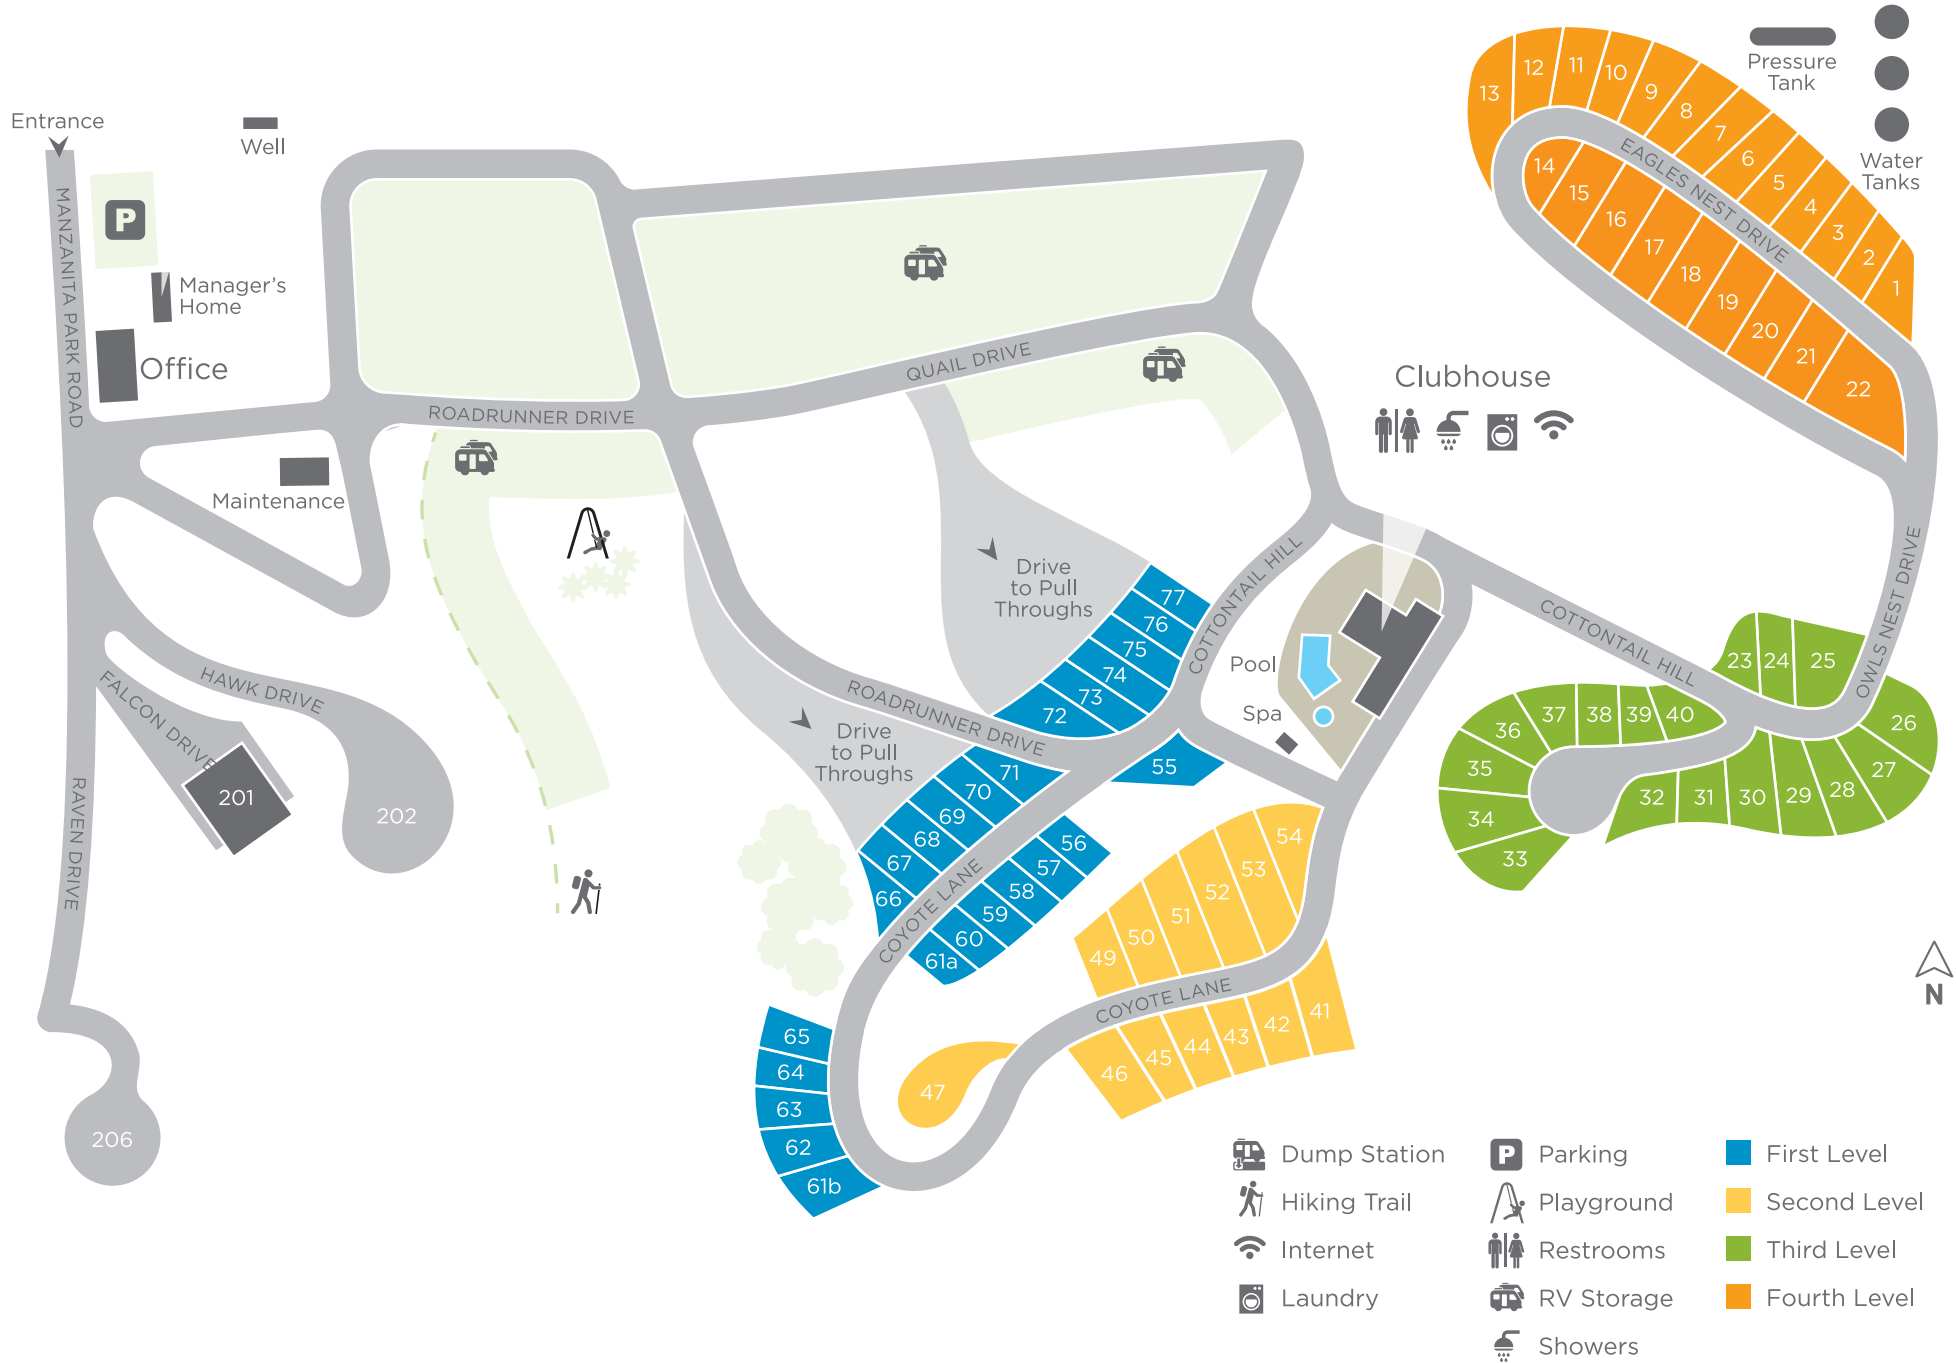 Entrance
MANZANITA PARK ROAD
P
Well
Manager's
Home
Office
Maintenance
ROADRUNNER DRIVE
QUAIL DRIVE
HAWK DRIVE
FALCON DRIVE
RAVEN DRIVE
201
202
206
Drive
to Pull
Throughs
Drive
to Pull
Throughs
ROADRUNNER DRIVE
COTTONTAIL HILL
Clubhouse
Pool
Spa
COTTONTAIL HILL
OWLS NEST DRIVE
EAGLES NEST DRIVE
Pressure
Tank
Water
Tanks
13
12
11
10
9
8
7
6
5
4
3
2
1
14
15
16
17
18
19
20
21
22
23
24
25
26
27
28
29
30
31
32
33
34
35
36
37
38
39
40
77
76
75
74
73
72
71
70
69
68
67
66
55
56
57
58
59
60
61a
COYOTE LANE
65
64
63
62
61b
54
53
52
51
50
49
COYOTE LANE
47
46
45
44
43
42
41
N
Dump Station
Hiking Trail
Internet
Laundry
P Parking
Playground
Restrooms
RV Storage
Showers
First Level
Second Level
Third Level
Fourth Level